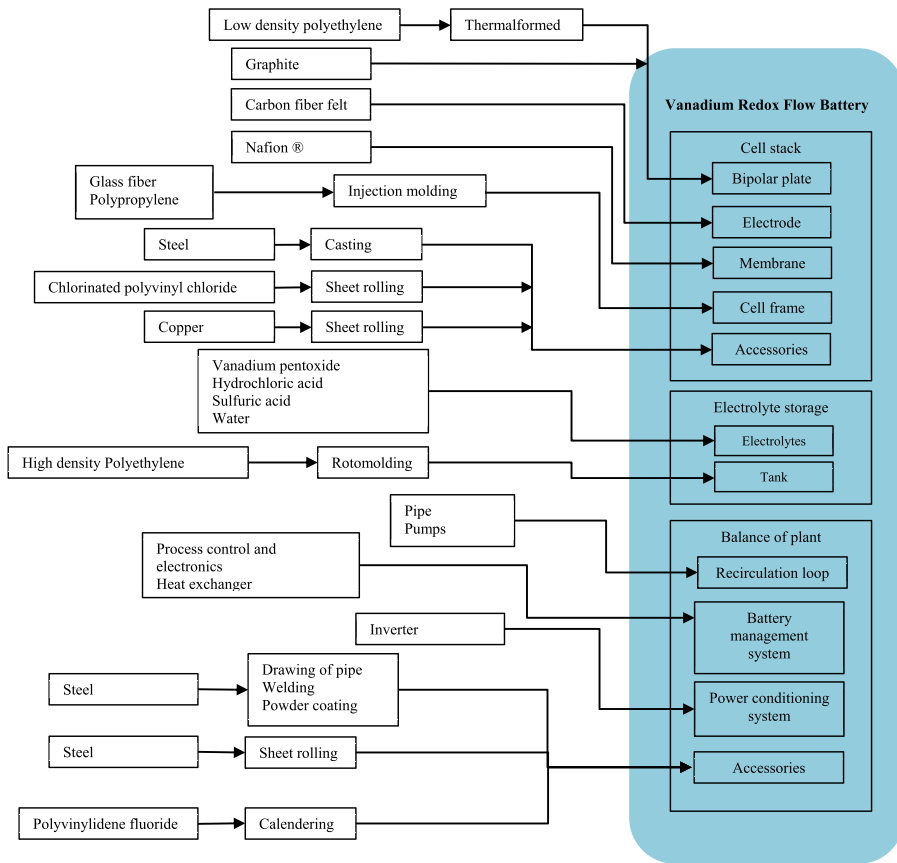 Low density polyethylene
Thermalformed
Graphite
Carbon fiber felt
Nafion ®
Glass fiber
Polypropylene
Injection molding
Steel
Casting
Chlorinated polyvinyl chloride
Sheet rolling
Copper
Sheet rolling
Vanadium pentoxide
Hydrochloric acid
Sulfuric acid
Water
High density Polyethylene
Rotomolding
Pipe
Pumps
Process control and
electronics
Heat exchanger
Inverter
Steel
Drawing of pipe
Welding
Powder coating
Steel
Sheet rolling
Polyvinylidene fluoride
Calendering
Vanadium Redox Flow Battery
Cell stack
Bipolar plate
Electrode
Membrane
Cell frame
Accessories
Electrolyte storage
Electrolytes
Tank
Balance of plant
Recirculation loop
Battery
management
system
Power conditioning
system
Accessories